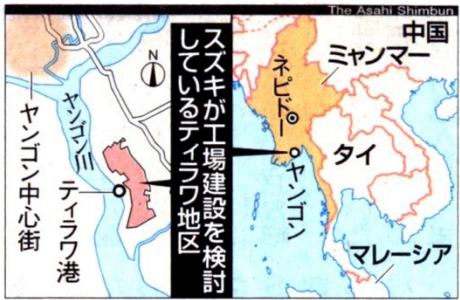 The Asahi Shimbun
中国
ミャンマー
ネピドー
タイ
ヤンゴン
マレーシア
スズキが工場建設を検討
しているティラワ地区
N
ヤンゴン川
ティラワ港
ヤンゴン中心街